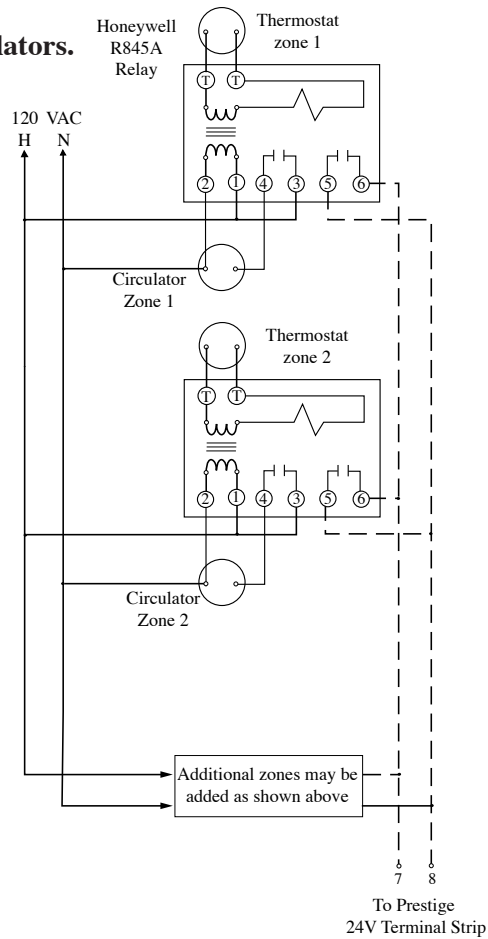 lators.
Honeywell
R845A
Relay
Thermostat
zone 1
120 VAC
H N
T T
2 1 4 3 5 6
Circulator
Zone 1
Thermostat
zone 2
T T
2 1 4 3 5 6
Circulator
Zone 2
Additional zones may be
added as shown above
7 8
To Prestige
24V Terminal Strip